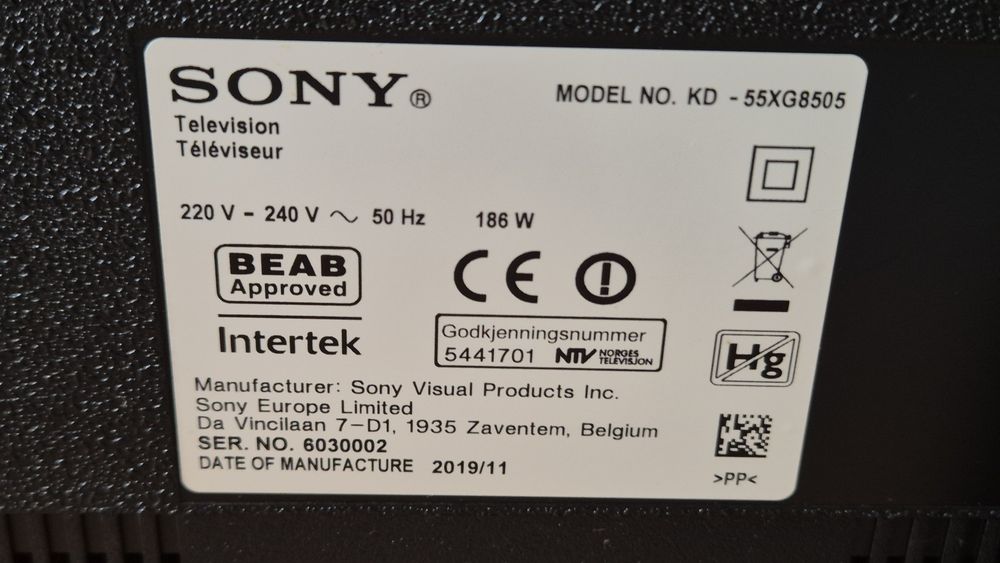 SONY®
MODEL NO. KD - 55XG8505
Television
Téléviseur
220 V - 240 V ~ 50 Hz 186 W
BEAB
Approved
CE
Intertek
Godkjenningsnummer
5441701 NTV NORGES TELEVISJON
Hg
Manufacturer: Sony Visual Products Inc.
Sony Europe Limited
Da Vincilaan 7-D1, 1935 Zaventem, Belgium
SER. NO. 6030002
DATE OF MANUFACTURE 2019/11
>PP<